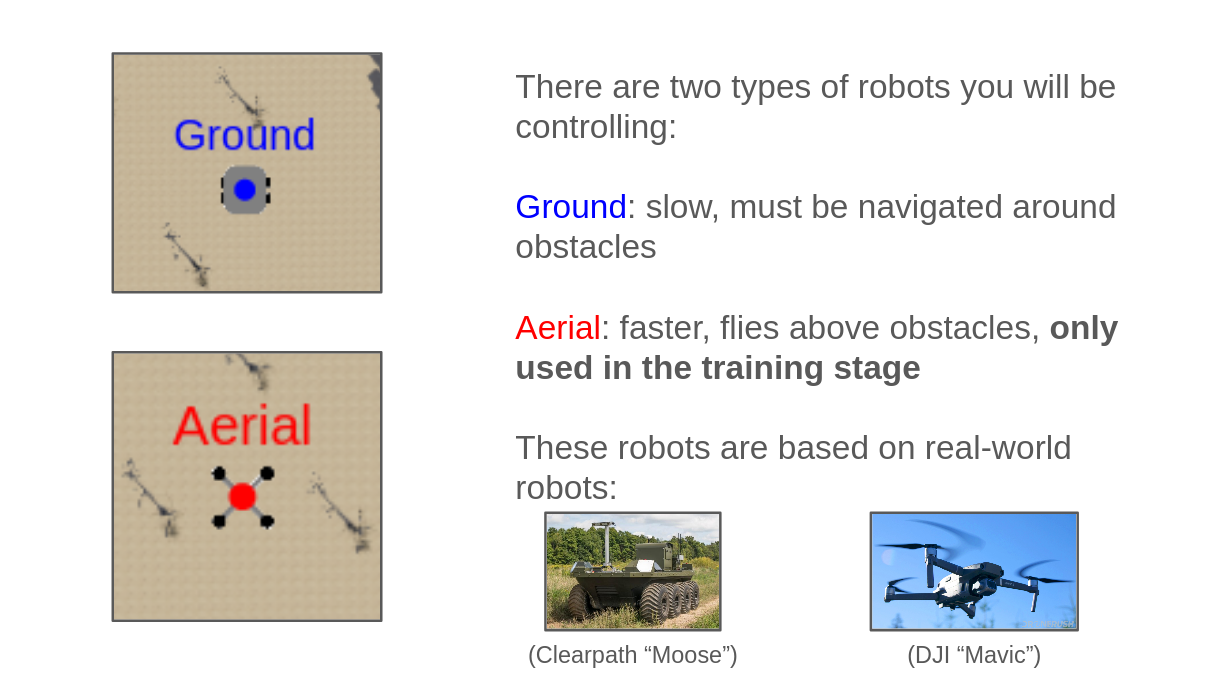 Ground
Aerial
There are two types of robots you will be
controlling:
Ground: slow, must be navigated around
obstacles
Aerial: faster, flies above obstacles, only
used in the training stage
These robots are based on real-world
robots:
(Clearpath “Moose”)
(DJI “Mavic”)